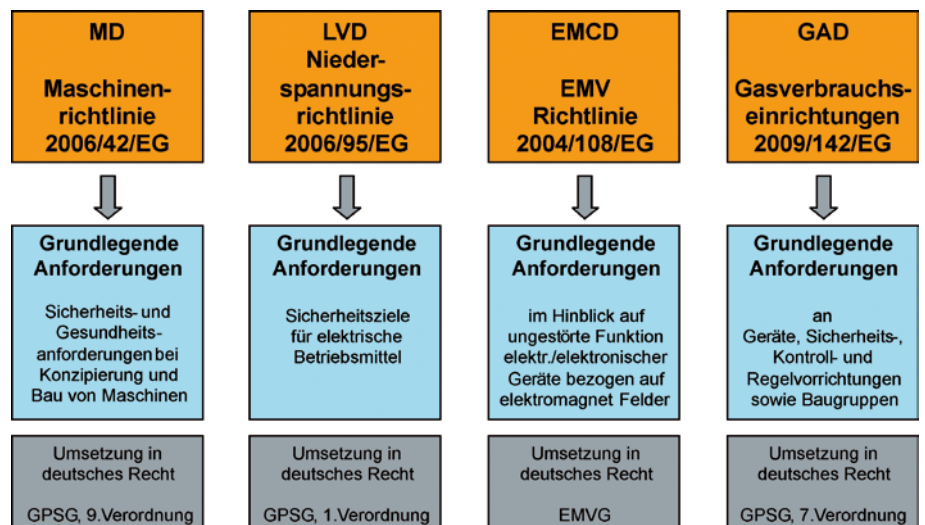 MD
Maschinen-
richtlinie
2006/42/EG
LVD
Nieder-
spannungs-
richtlinie
2006/95/EG
EMCD
EMV
Richtlinie
2004/108/EG
GAD
Gasverbrauchs-
einrichtungen
2009/142/EG
Grundlegende
Anforderungen
Sicherheits- und
Gesundheits-
anforderungen bei
Konzipierung und
Bau von Maschinen
Grundlegende
Anforderungen
Sicherheitsziele
für elektrische
Betriebsmittel
Grundlegende
Anforderungen
im Hinblick auf
ungestörte Funktion
elektr./elektronischer
Geräte bezogen auf
elektromagnet Felder
Grundlegende
Anforderungen
an
Geräte, Sicherheits-,
Kontroll- und
Regelvorrichtungen
sowie Baugruppen
Umsetzung in
deutsches Recht
GPSG, 9.Verordnung
Umsetzung in
deutsches Recht
GPSG, 1.Verordnung
Umsetzung in
deutsches Recht
EMVG
Umsetzung in
deutsches Recht
GPSG, 7.Verordnung